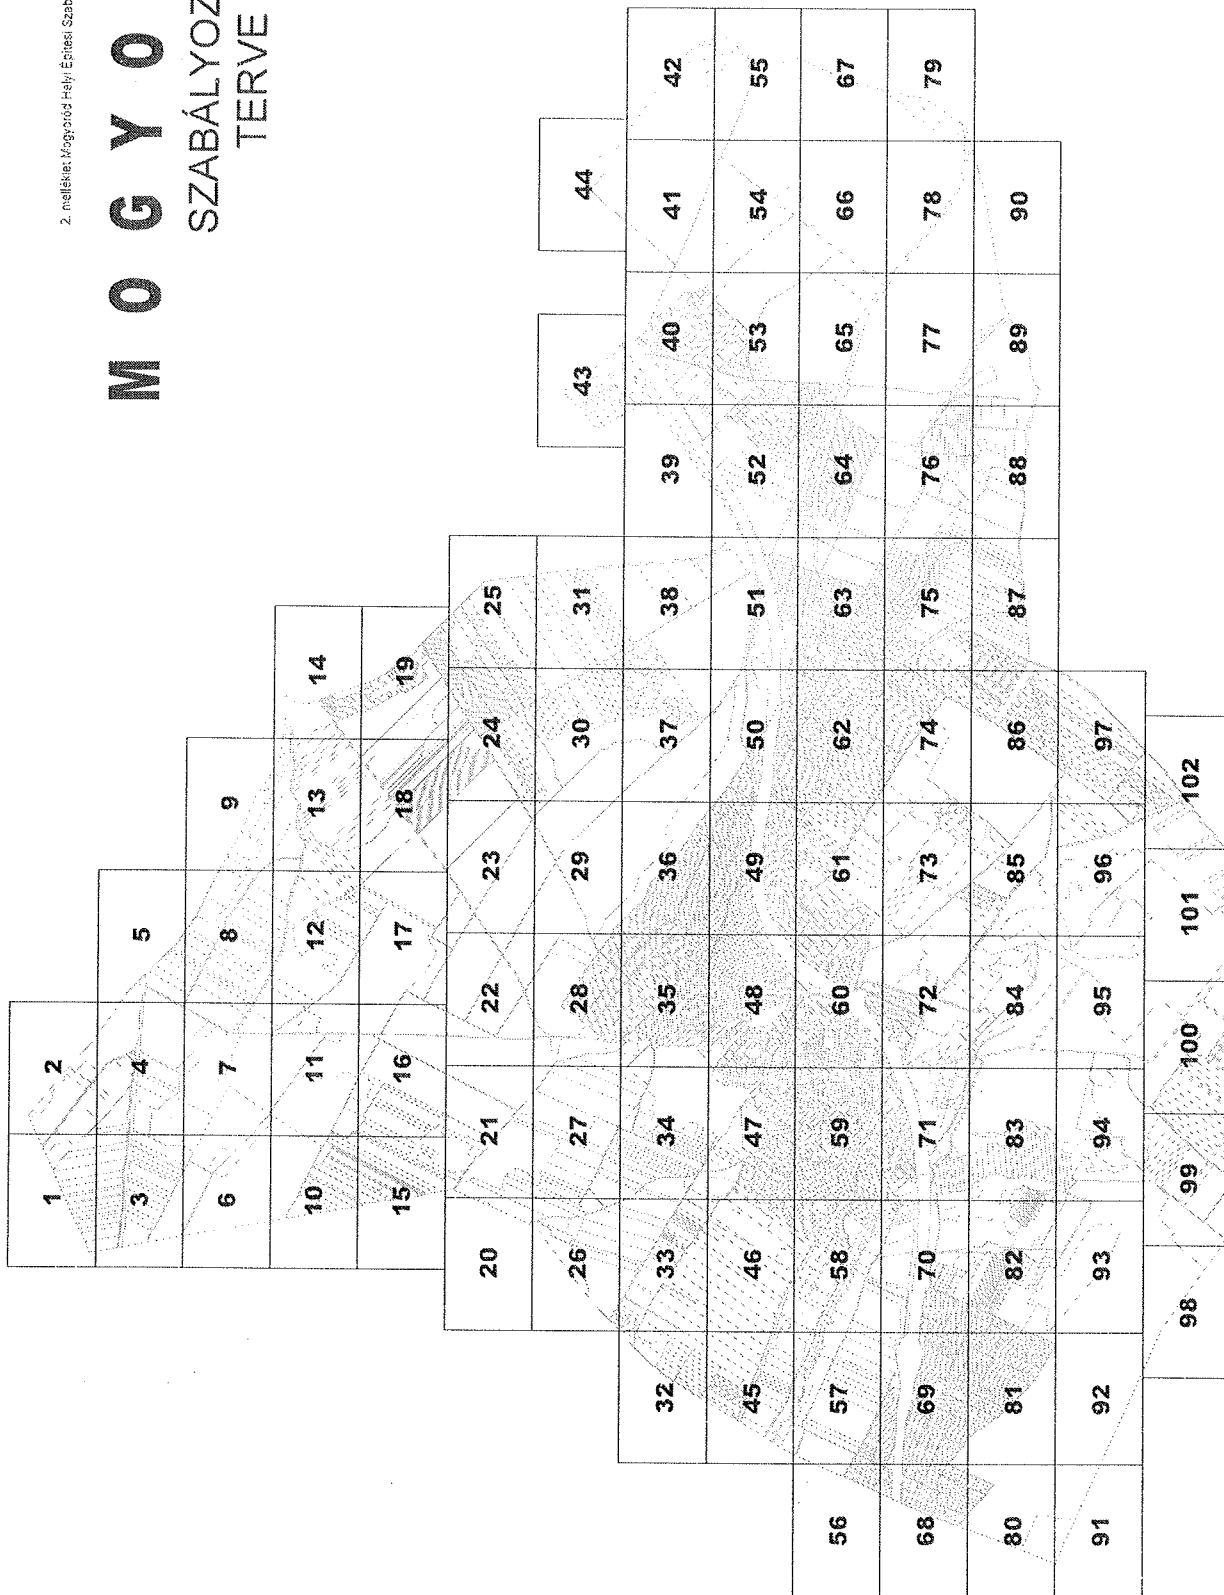 2. melléklet Mogyoród Helyi Építési Szab
M O G Y O
SZABÁLYOZ
TERVE
1 2
3 4 5
6 7 8 9
10 11 12 13 14
15 16 17 18 19
20 21 22 23 24 25
26 27 28 29 30 31 43 44
32 33 34 35 36 37 38 39 40 41 42
45 46 47 48 49 50 51 52 53 54 55
56 57 58 59 60 61 62 63 64 65 66 67
68 69 70 71 72 73 74 75 76 77 78 79
80 81 82 83 84 85 86 87 88 89 90
91 92 93 94 95 96 97
98 99 100 101 102